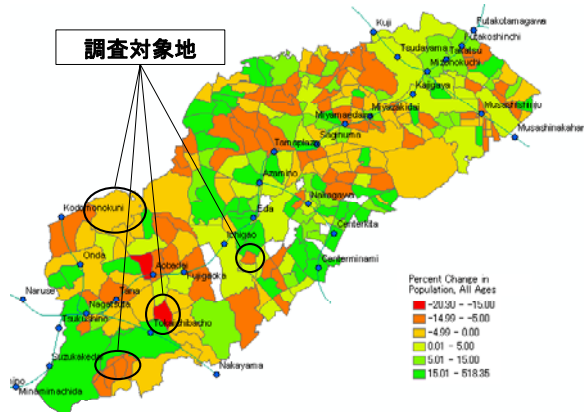 調査対象地
Kuji
Futakotamagawa
Futakoshinchi
Tsudayama
Takatsu
Mizonokuchi
Kajigaya
Musashishinjo
Miyazakidai
Miyamaedaira
Musashinakahara
Saginuma
Tamaplaza
Azamino
Nakagawa
Kodomonokuni
Eda
Centerkita
Ichigao
Onda
Centerminami
Aobadai
Fujigaoka
Naruse
Tana
Nagatsuta
Tsukushino
Tokaichibacho
Suzukakedai
Nakayama
Minamimachida
Percent Change in
Population, All Ages
-20.30 - -15.00
-14.99 - -5.00
-4.99 - 0.00
0.01 - 5.00
5.01 - 15.00
15.01 - 518.35